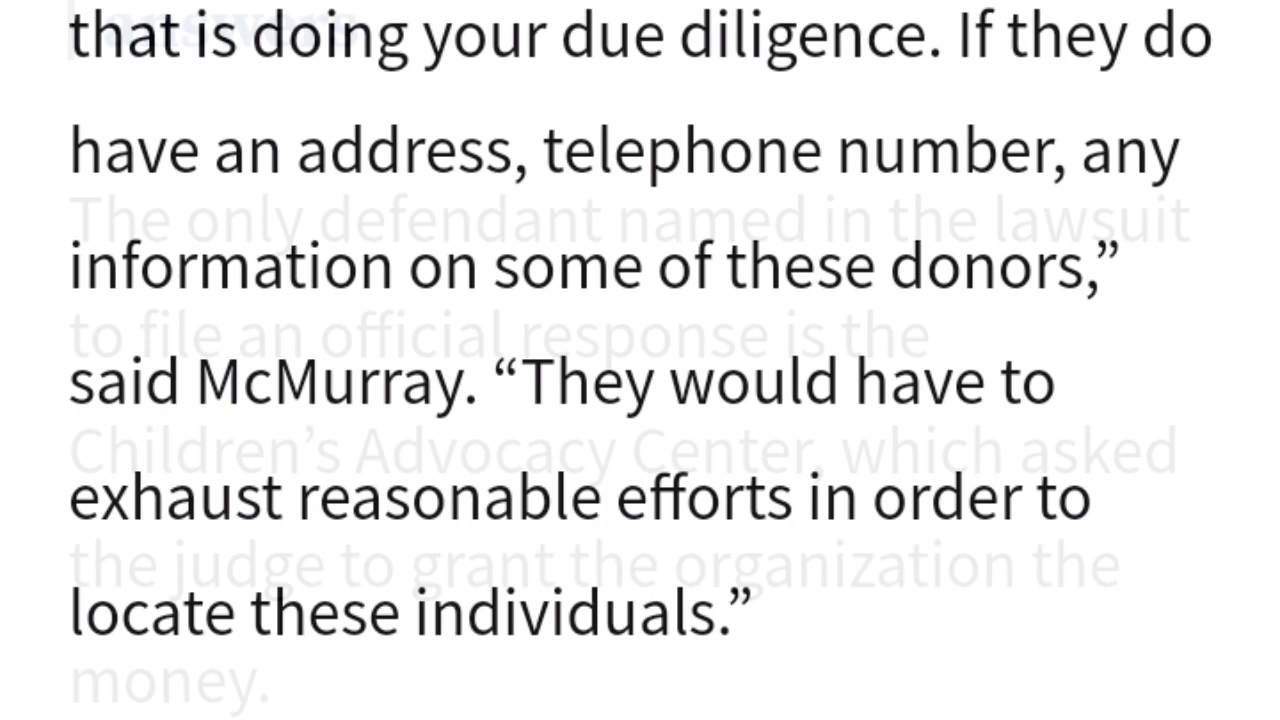 answers
that is doing your due diligence. If they do
have an address, telephone number, any
The only defendant named in the lawsuit
information on some of these donors,”
to file an official response is the
said McMurray. “They would have to
Children’s Advocacy Center, which asked
exhaust reasonable efforts in order to
the judge to grant the organization the
locate these individuals.”
money.